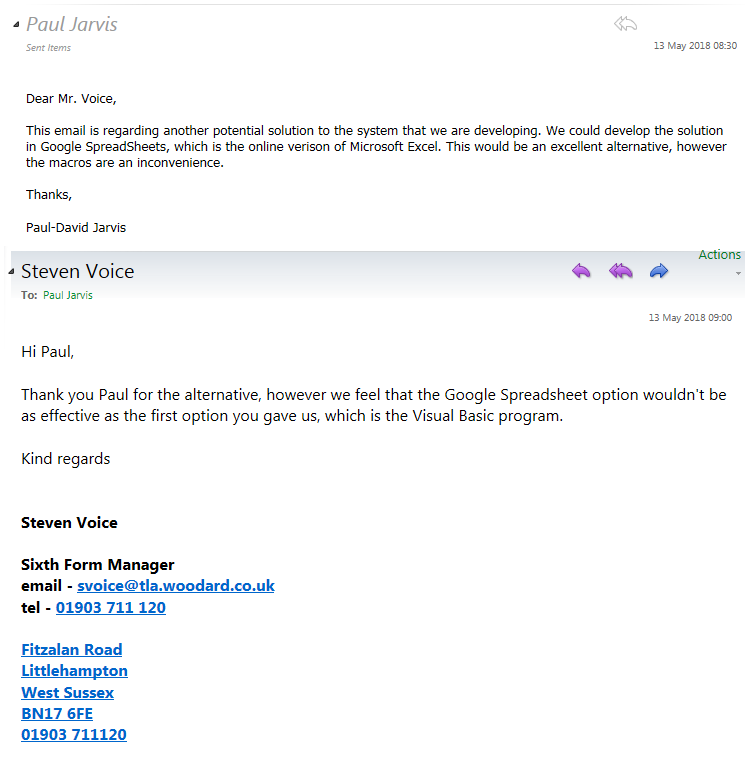 Paul Jarvis
Sent Items
13 May 2018 08:30
Dear Mr. Voice,
This email is regarding another potential solution to the system that we are developing. We could develop the solution
in Google SpreadSheets, which is the online verison of Microsoft Excel. This would be an excellent alternative, however
the macros are an inconvenience.
Thanks,
Paul-David Jarvis
Actions
Steven Voice
To: Paul Jarvis
13 May 2018 09:00
Hi Paul,
Thank you Paul for the alternative, however we feel that the Google Spreadsheet option wouldn't be
as effective as the first option you gave us, which is the Visual Basic program.
Kind regards
Steven Voice
Sixth Form Manager
email - svoice@tla.woodard.co.uk
tel - 01903 711 120
Fitzalan Road
Littlehampton
West Sussex
BN17 6FE
01903 711120